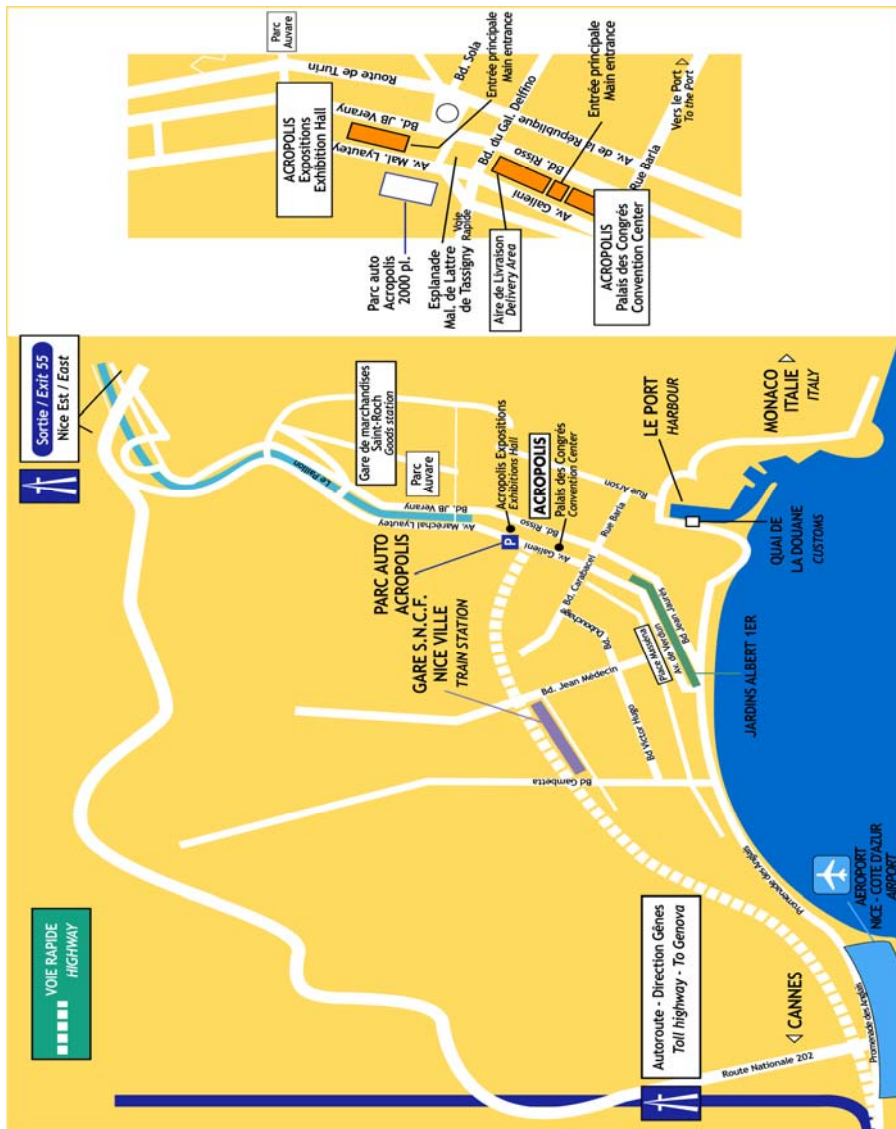 VOIE RAPIDE
HIGHWAY
Sortie / Exit 55
Nice Est / East
Autoroute - Direction Gênes
Toll highway - To Genova
Route Nationale 202
CANNES
Promenade des Anglais
AEROPORT
NICE - COTE D'AZUR
AIRPORT
Promenade des Anglais
Bd Gambetta
GARE S.N.C.F.
NICE VILLE
TRAIN STATION
PARC AUTO
ACROPOLIS
P
Bd. Jean Médecin
Bd Victor Hugo
Bd. Dubouchage
Bd. Carabacel
Place Masséna
Av. de Verdun
Bd Jean Jaurès
JARDINS ALBERT 1ER
Le Paillon
Av. Maréchal Lyautey
Bd. JB Verany
Gare de marchandises
Saint-Roch
Goods station
Parc
Auvare
Acropolis Expositions
Exhibitions Hall
ACROPOLIS
Palais des Congrés
Convention Center
Av. Galieni
Bd. Risso
Rue Barla
Rue Arson
LE PORT
HARBOUR
QUAI DE
LA DOUANE
CUSTOMS
MONACO
ITALIE
ITALY
Parc
Auvare
Route de Turin
ACROPOLIS
Expositions
Exhibition Hall
Bd. JB Verany
Av. Mal. Lyautey
Bd. Sola
Entrée principale
Main entrance
Parc auto
Acropolis
2000 pl.
Esplanade
Mal. de Lattre
de Tassigny
Voie
Rapide
Bd. du Gal. Delfino
Aire de Livraison
Delivery Area
Av. Galieni
Bd. Risso
Av. de la République
Entrée principale
Main entrance
ACROPOLIS
Palais des Congrés
Convention Center
Rue Barla
Vers le Port
To the Port